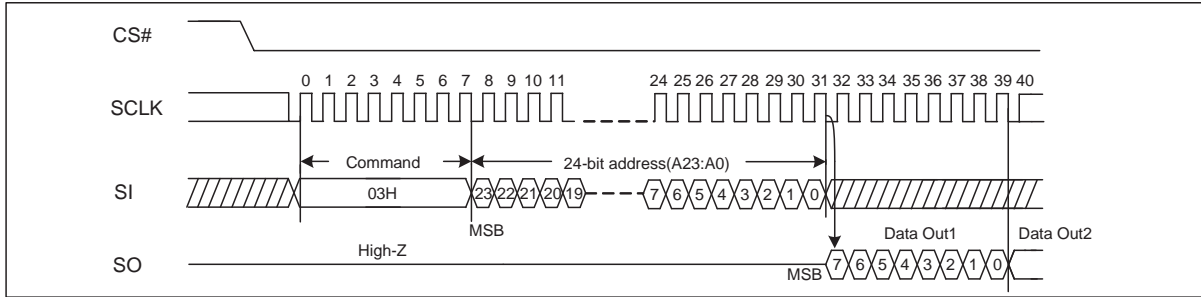 CS#
0 1 2 3 4 5 6 7 8 9 10 11 24 25 26 27 28 29 30 31 32 33 34 35 36 37 38 39 40
SCLK
Command 24-bit address(A23:A0)
SI 03H 23 22 21 20 19 7 6 5 4 3 2 1 0
MSB Data Out1 Data Out2
High-Z
SO MSB 7 6 5 4 3 2 1 0